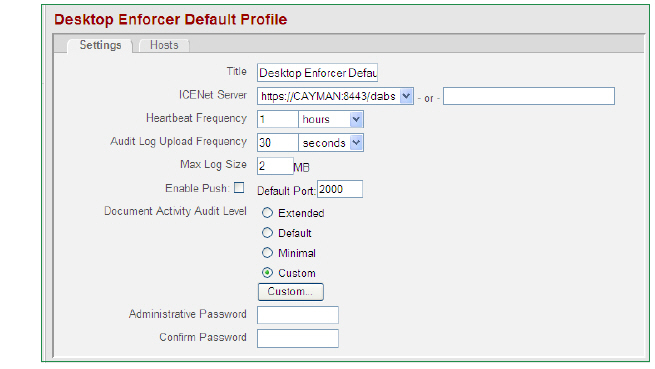 Desktop Enforcer Default Profile
Settings Hosts
Title Desktop Enforcer Defau
ICENet Server https://CAYMAN:8443/dabs - or -
Heartbeat Frequency 1 hours
Audit Log Upload Frequency 30 seconds
Max Log Size 2 MB
Enable Push: Default Port: 2000
Document Activity Audit Level Extended
Default
Minimal
Custom
Custom...
Administrative Password
Confirm Password